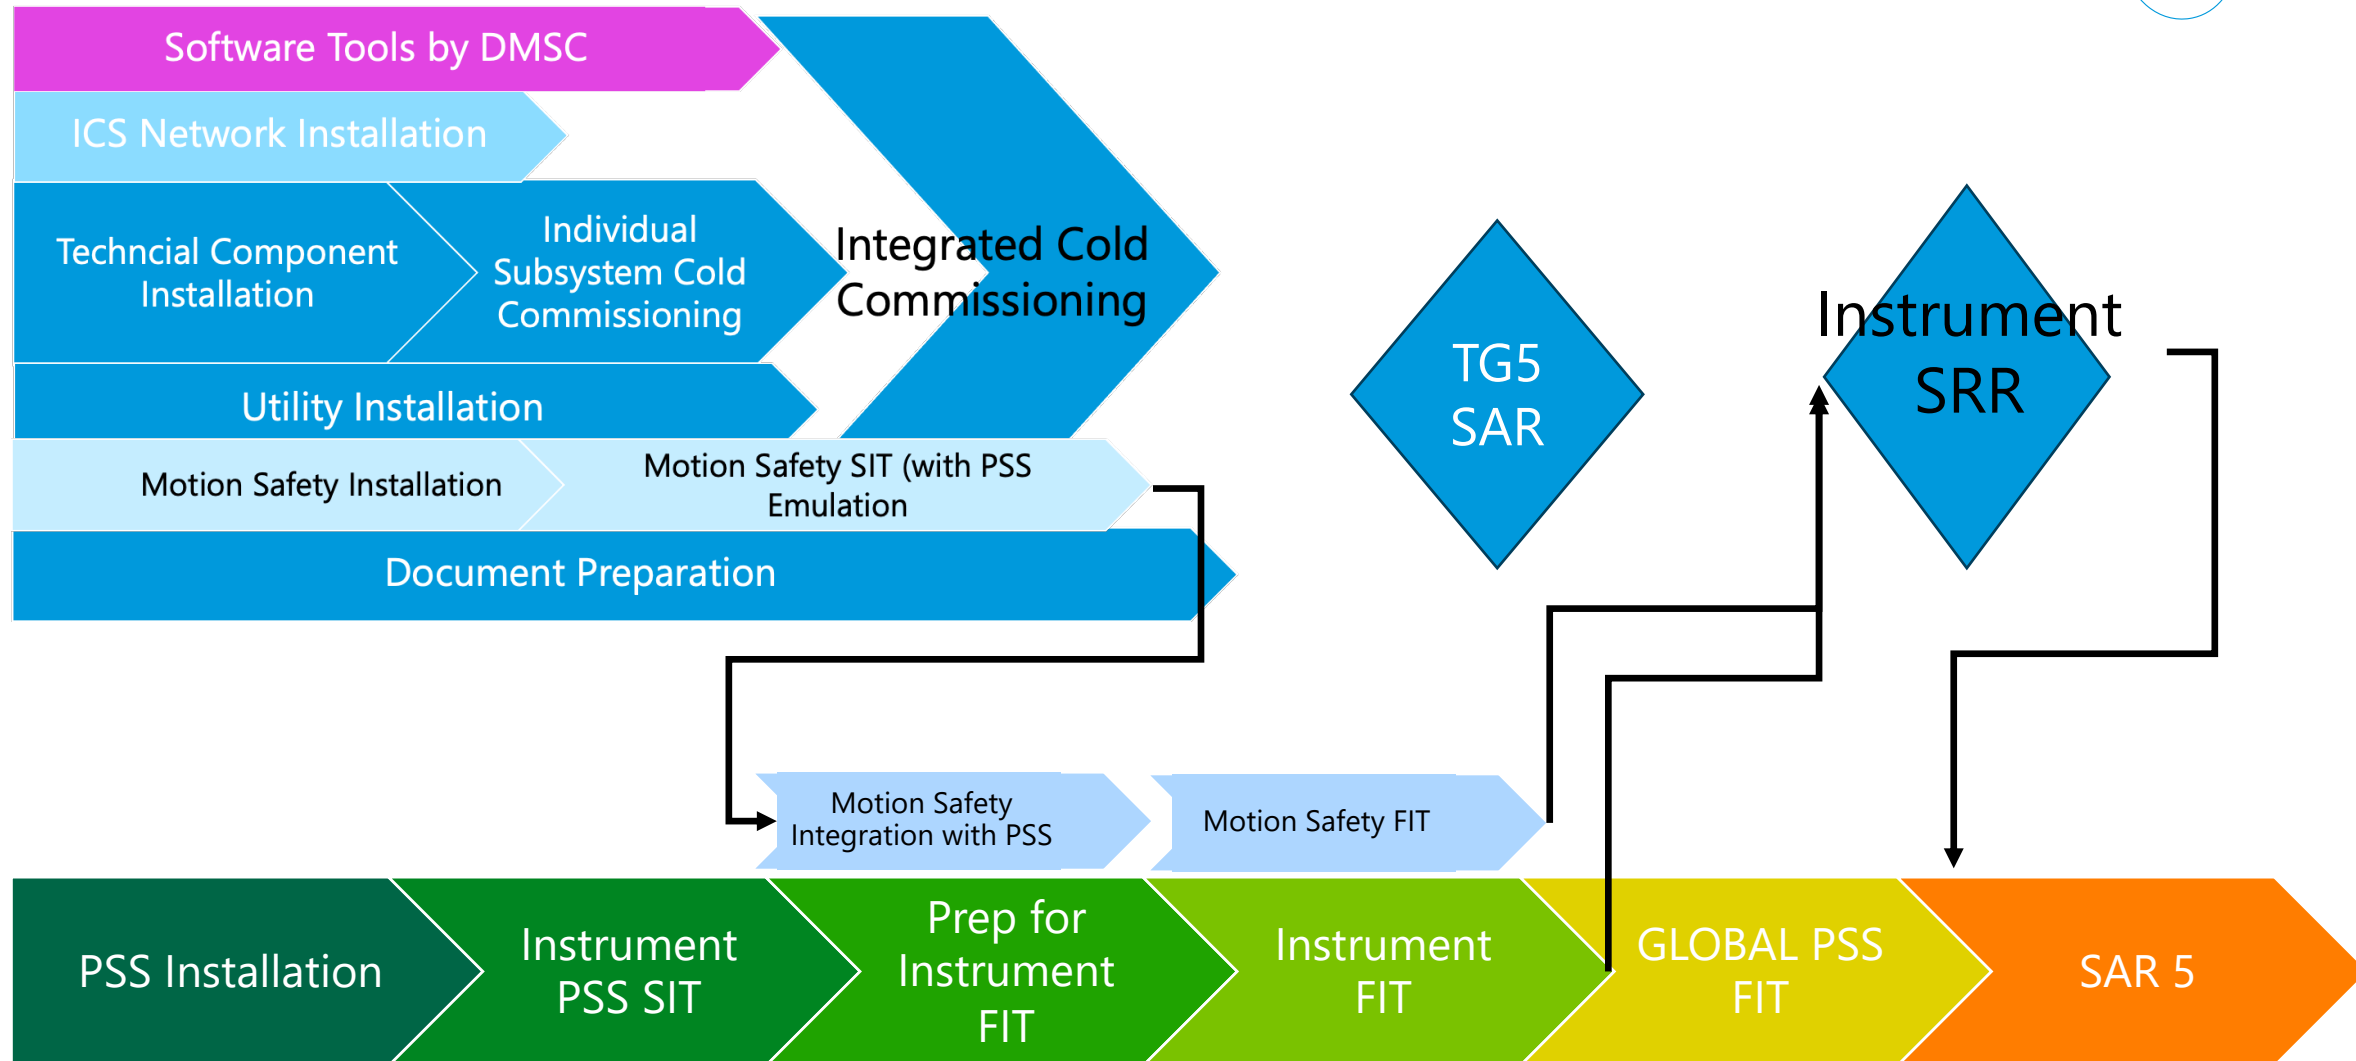 Software Tools by DMSC
ICS Network Installation
Techncial Component
Installation
Individual
Subsystem Cold
Commissioning
Integrated Cold
Commissioning
Utility Installation
Motion Safety Installation
Motion Safety SIT (with PSS
Emulation
Document Preparation
TG5
SAR
Instrument
SRR
Motion Safety
Integration with PSS
Motion Safety FIT
PSS Installation
Instrument
PSS SIT
Prep for
Instrument
FIT
Instrument
FIT
GLOBAL PSS
FIT
SAR 5